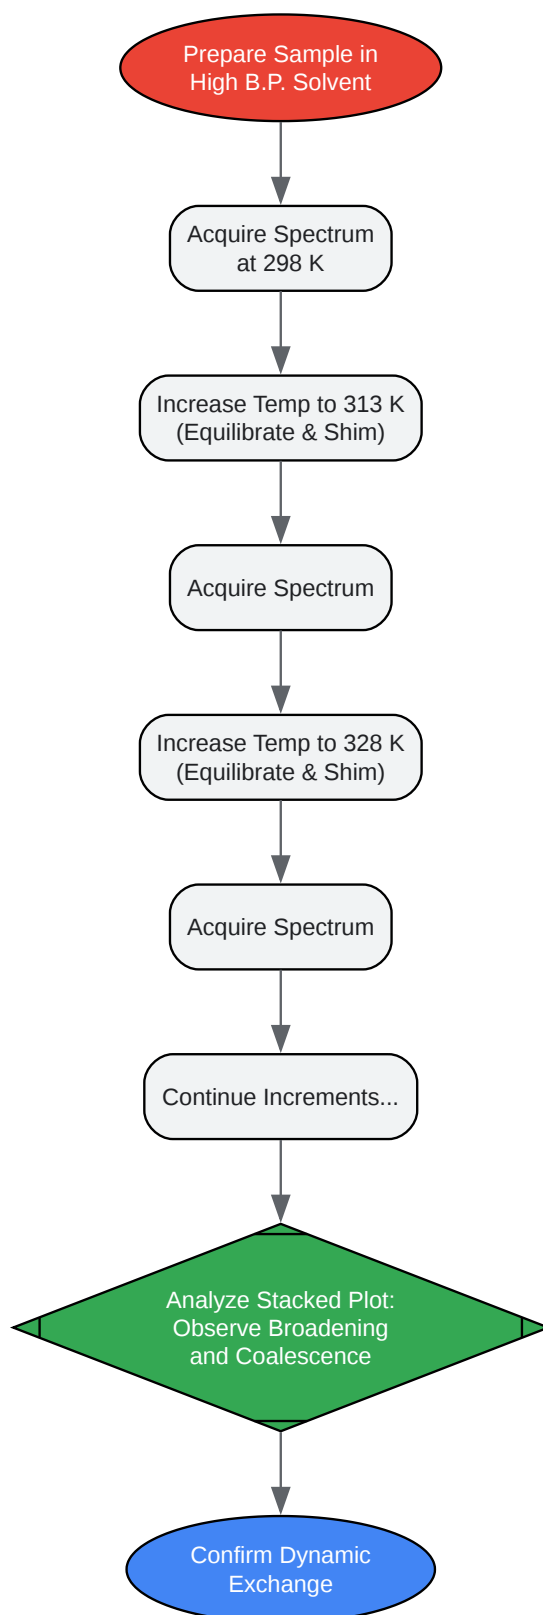 Prepare Sample in
High B.P. Solvent
Acquire Spectrum
at 298 K
Increase Temp to 313 K
(Equilibrate & Shim)
Acquire Spectrum
Increase Temp to 328 K
(Equilibrate & Shim)
Acquire Spectrum
Continue Increments...
Analyze Stacked Plot:
Observe Broadening
and Coalescence
Confirm Dynamic
Exchange